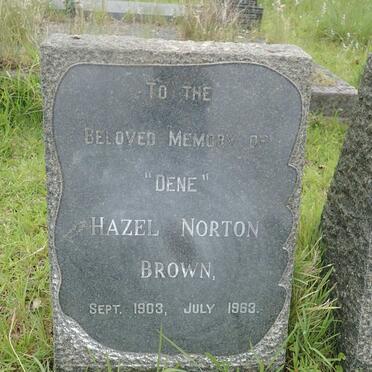 TO THE
BELOVED MEMORY OF
"DENE"
HAZEL NORTON
BROWN,
SEPT. 1903, JULY 1963.